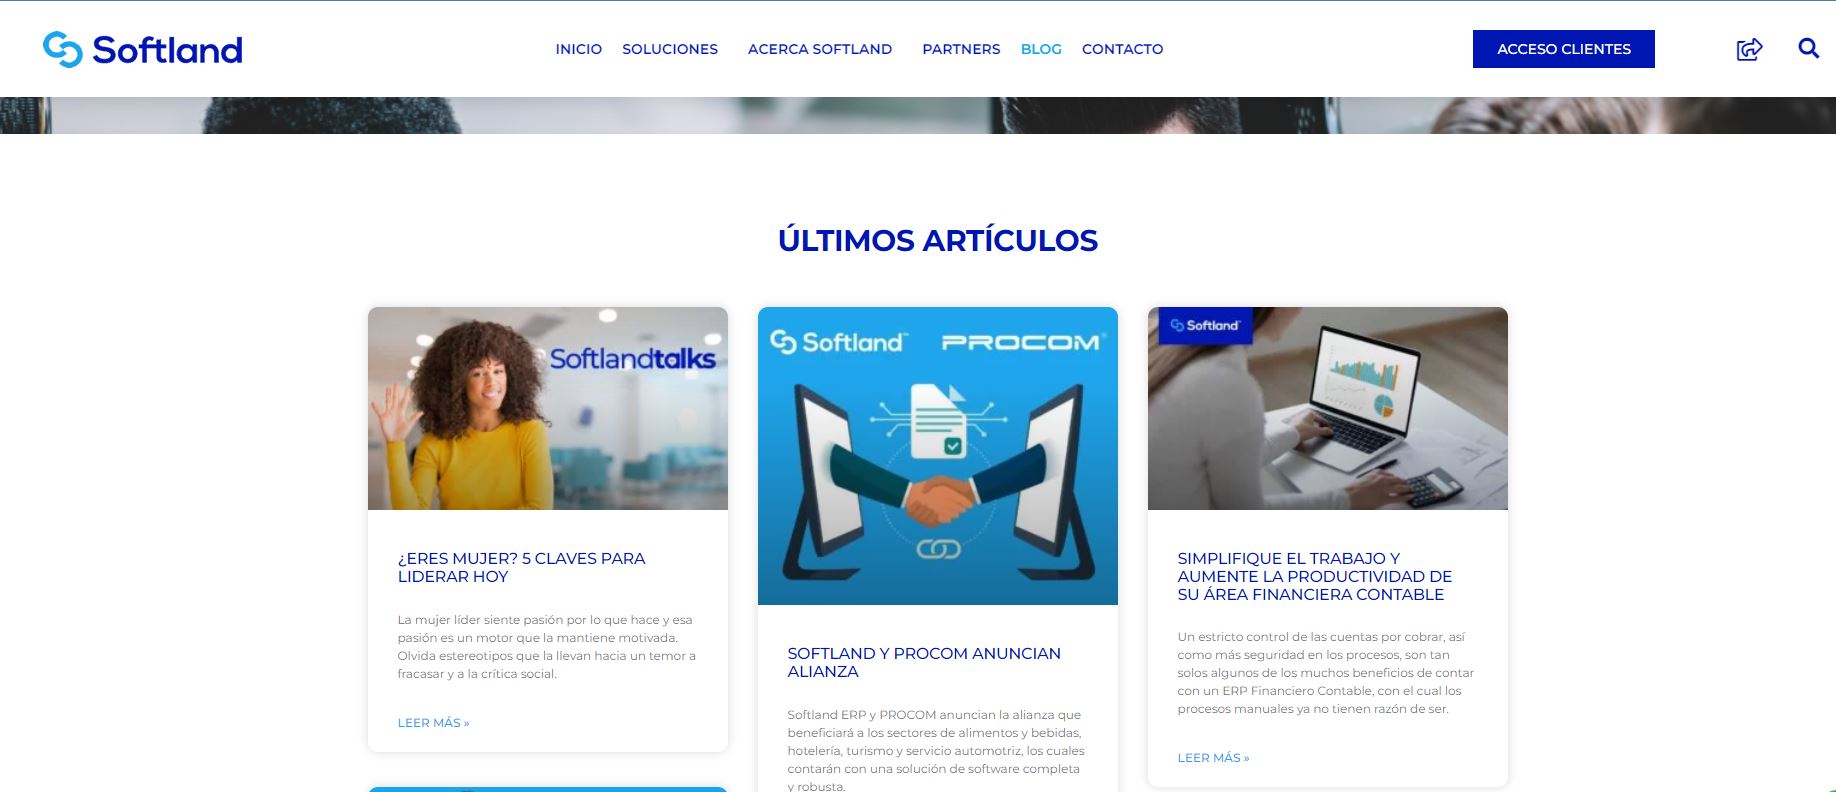 Softland
INICIO
SOLUCIONES
ACERCA SOFTLAND
PARTNERS
BLOG
CONTACTO
ACCESO CLIENTES
ÚLTIMOS ARTÍCULOS
Softlandtalks
¿ERES MUJER? 5 CLAVES PARA
LIDERAR HOY
La mujer líder siente pasión por lo que hace y esa
pasión es un motor que la mantiene motivada.
Olvida estereotipos que la llevan hacia un temor a
fracasar y a la crítica social.
LEER MÁS »
Softland™ PROCOM®
SOFTLAND Y PROCOM ANUNCIAN
ALIANZA
Softland ERP y PROCOM anuncian la alianza que
beneficiará a los sectores de alimentos y bebidas,
hotelería, turismo y servicio automotriz, los cuales
contarán con una solución de software completa
y robusta.
Softland™
SIMPLIFIQUE EL TRABAJO Y
AUMENTE LA PRODUCTIVIDAD DE
SU ÁREA FINANCIERA CONTABLE
Un estricto control de las cuentas por cobrar, así
como más seguridad en los procesos, son tan
solos algunos de los muchos beneficios de contar
con un ERP Financiero Contable, con el cual los
procesos manuales ya no tienen razón de ser.
LEER MÁS »